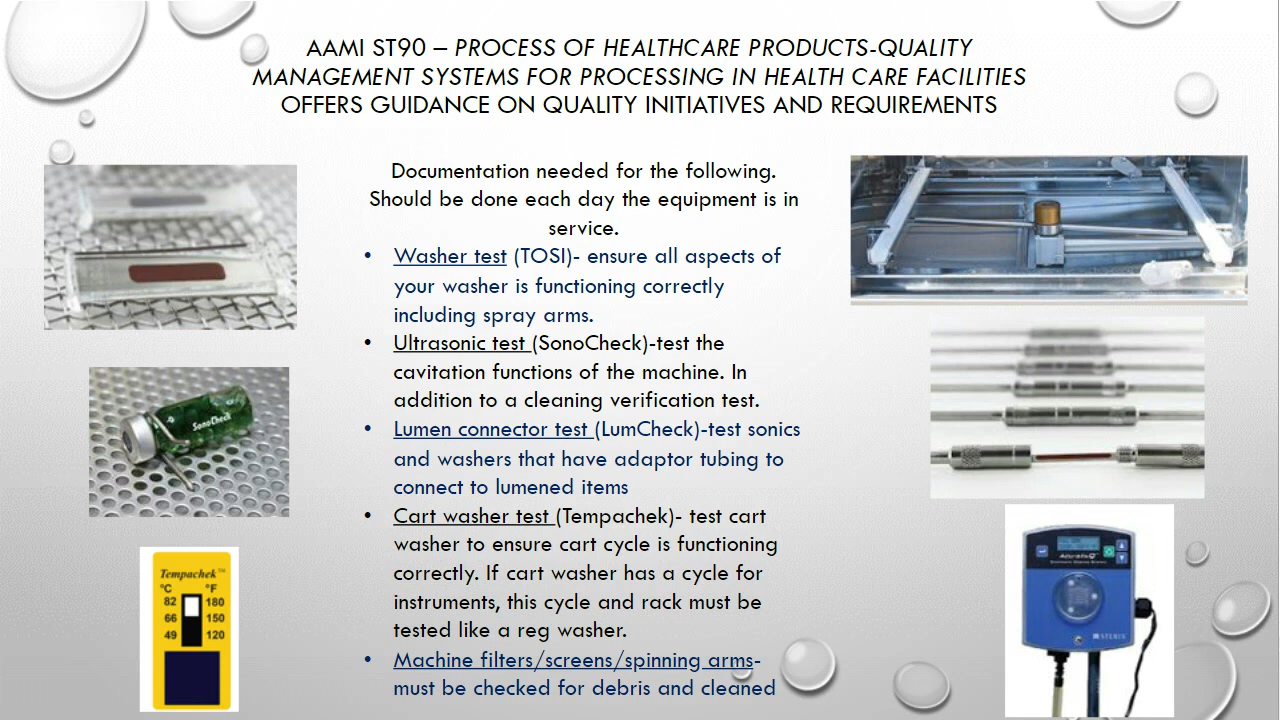 AAMI ST90 – PROCESS OF HEALTHCARE PRODUCTS-QUALITY
MANAGEMENT SYSTEMS FOR PROCESSING IN HEALTH CARE FACILITIES
OFFERS GUIDANCE ON QUALITY INITIATIVES AND REQUIREMENTS
Documentation needed for the following.
Should be done each day the equipment is in
service.
• Washer test (TOSI)- ensure all aspects of
your washer is functioning correctly
including spray arms.
• Ultrasonic test (SonoCheck)-test the
cavitation functions of the machine. In
addition to a cleaning verification test.
• Lumen connector test (LumCheck)-test sonics
and washers that have adaptor tubing to
connect to lumened items
• Cart washer test (Tempachek)- test cart
washer to ensure cart cycle is functioning
correctly. If cart washer has a cycle for
instruments, this cycle and rack must be
tested like a reg washer.
• Machine filters/screens/spinning arms-
must be checked for debris and cleaned
SonoCheck
Tempachek™
°C °F
82 180
66 150
49 120
STERIS